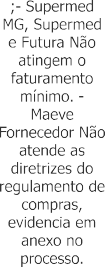 ;- Supermed
MG, Supermed
e Futura Não
atingem o
faturamento
mínimo. -
Maeve
Fornecedor Não
atende as
diretrizes do
regulamento de
compras,
evidencia em
anexo no
processo.